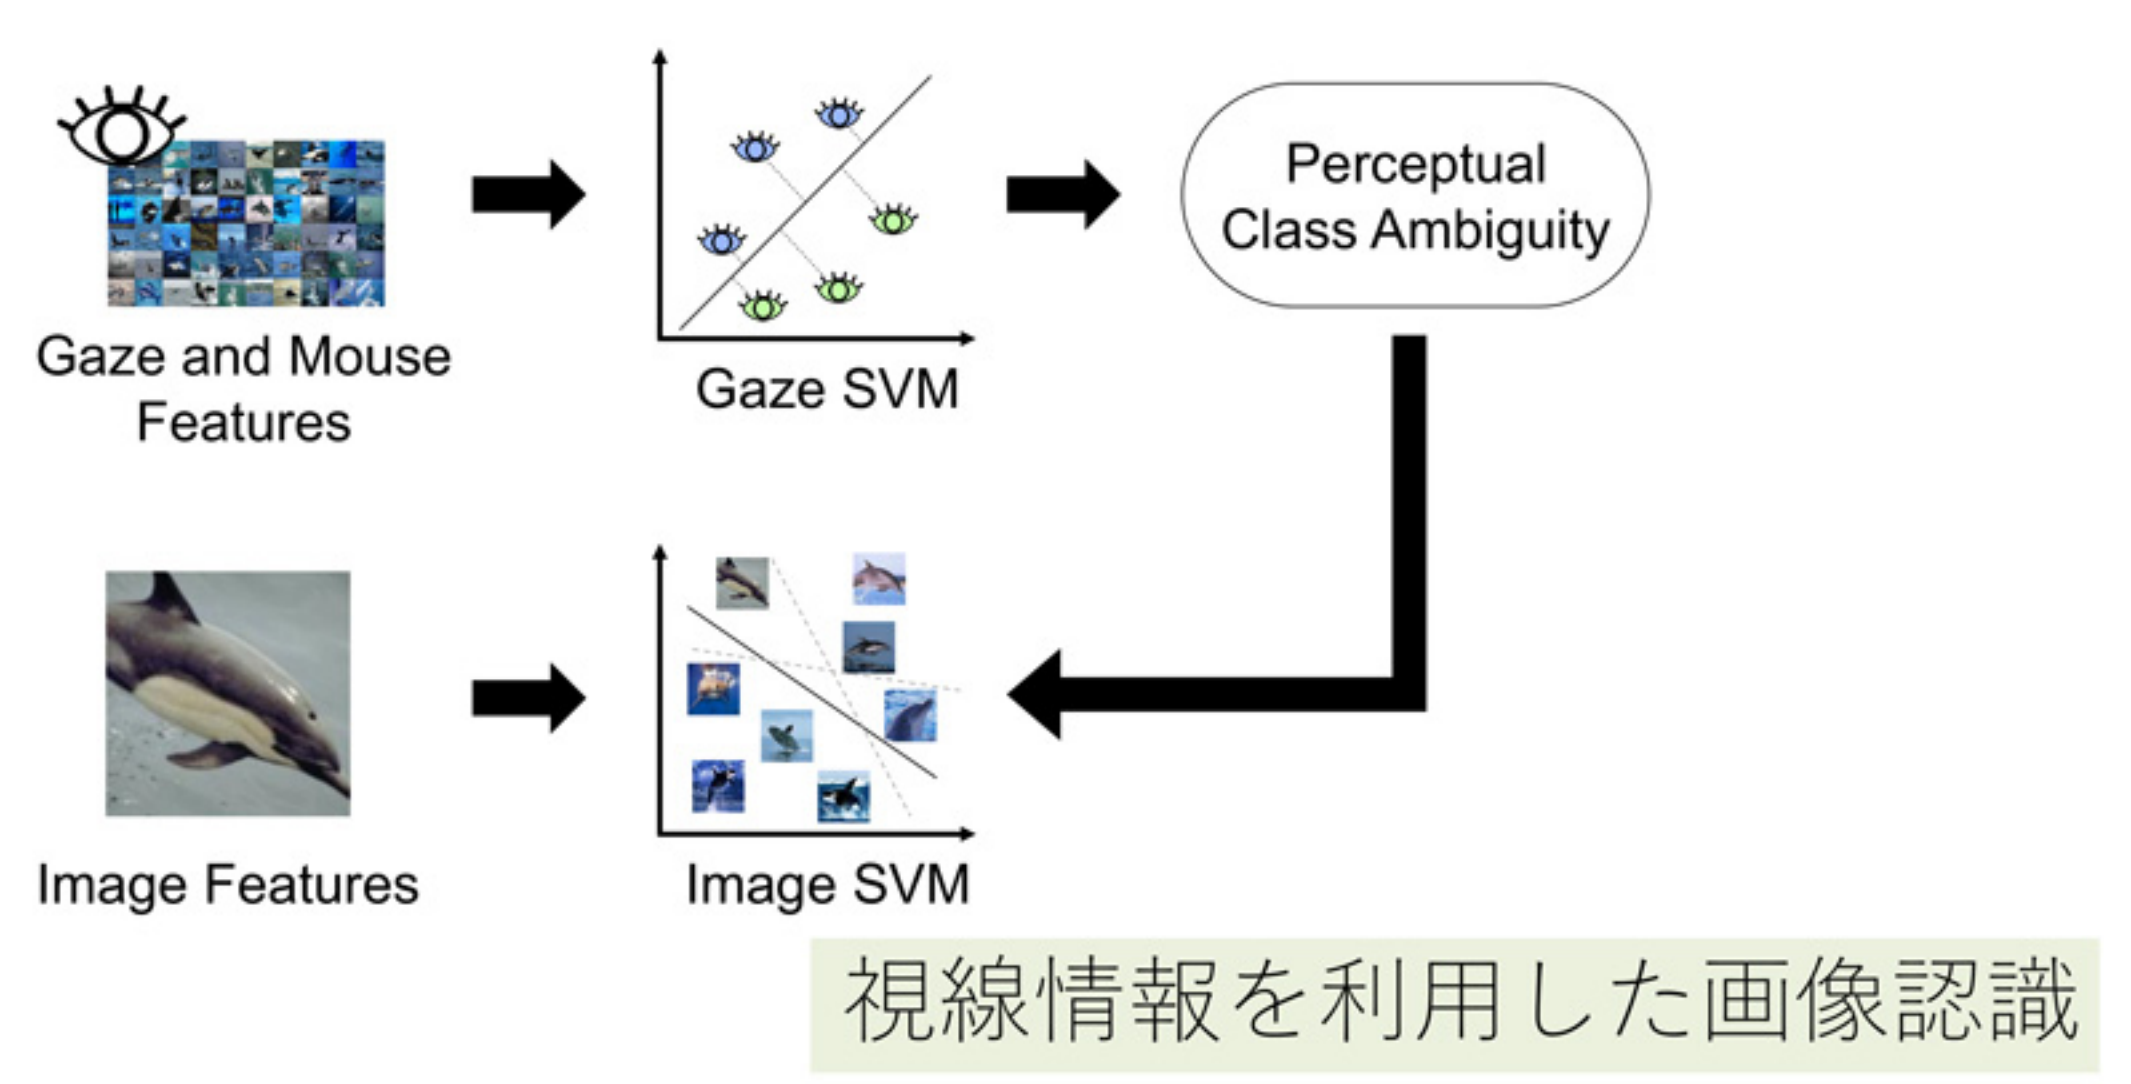 Gaze and Mouse
Features
Gaze SVM
Perceptual
Class Ambiguity
Image Features
Image SVM
視線情報を利用した画像認識